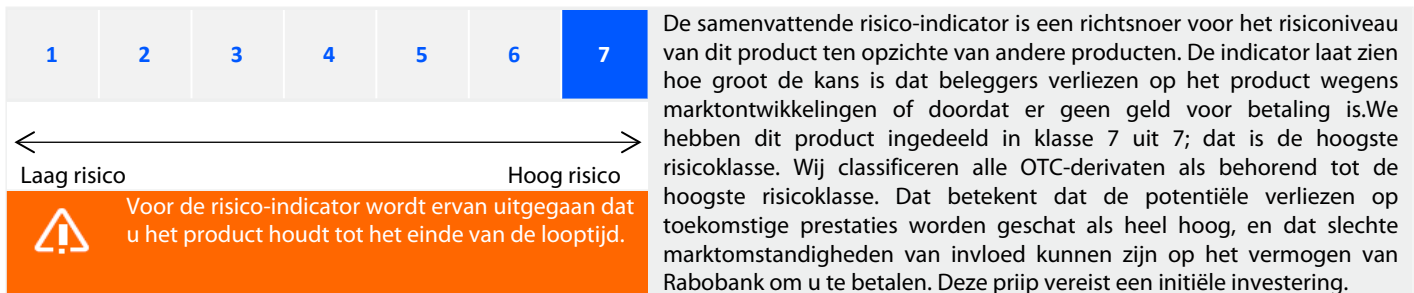 1 2 3 4 5 6 7
Laag risico Hoog risico
Voor de risico-indicator wordt ervan uitgegaan dat
u het product houdt tot het einde van de looptijd.
De samenvattende risico-indicator is een richtsnoer voor het risiconiveau
van dit product ten opzichte van andere producten. De indicator laat zien
hoe groot de kans is dat beleggers verliezen op het product wegens
marktontwikkelingen of doordat er geen geld voor betaling is.We
hebben dit product ingedeeld in klasse 7 uit 7; dat is de hoogste
risicoklasse. Wij classificeren alle OTC-derivaten als behorend tot de
hoogste risicoklasse. Dat betekent dat de potentiële verliezen op
toekomstige prestaties worden geschat als heel hoog, en dat slechte
marktomstandigheden van invloed kunnen zijn op het vermogen van
Rabobank om u te betalen. Deze priip vereist een initiële investering.